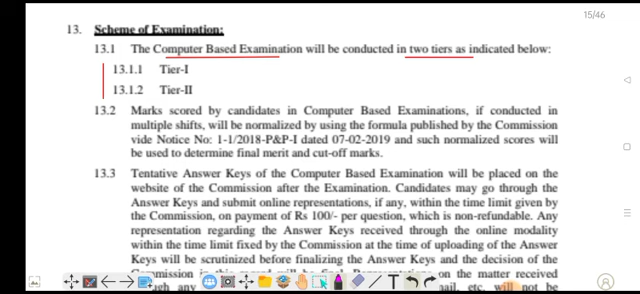 15/46
13. Scheme of Examination:
13.1 The Computer Based Examination will be conducted in two tiers as indicated below:
13.1.1 Tier-I
13.1.2 Tier-II
13.2 Marks scored by candidates in Computer Based Examinations, if conducted in
multiple shifts, will be normalized by using the formula published by the Commission
vide Notice No: 1-1/2018-P&P-I dated 07-02-2019 and such normalized scores will
be used to determine final merit and cut-off marks.
13.3 Tentative Answer Keys of the Computer Based Examination will be placed on the
website of the Commission after the Examination. Candidates may go through the
Answer Keys and submit online representations, if any, within the time limit given by
the Commission, on payment of Rs 100/- per question, which is non-refundable. Any
representation regarding the Answer Keys received through the online modality
within the time limit fixed by the Commission at the time of uploading of the Answer
Keys will be scrutinized before finalizing the Answer Keys and the decision of the
on the matter received
any will not be